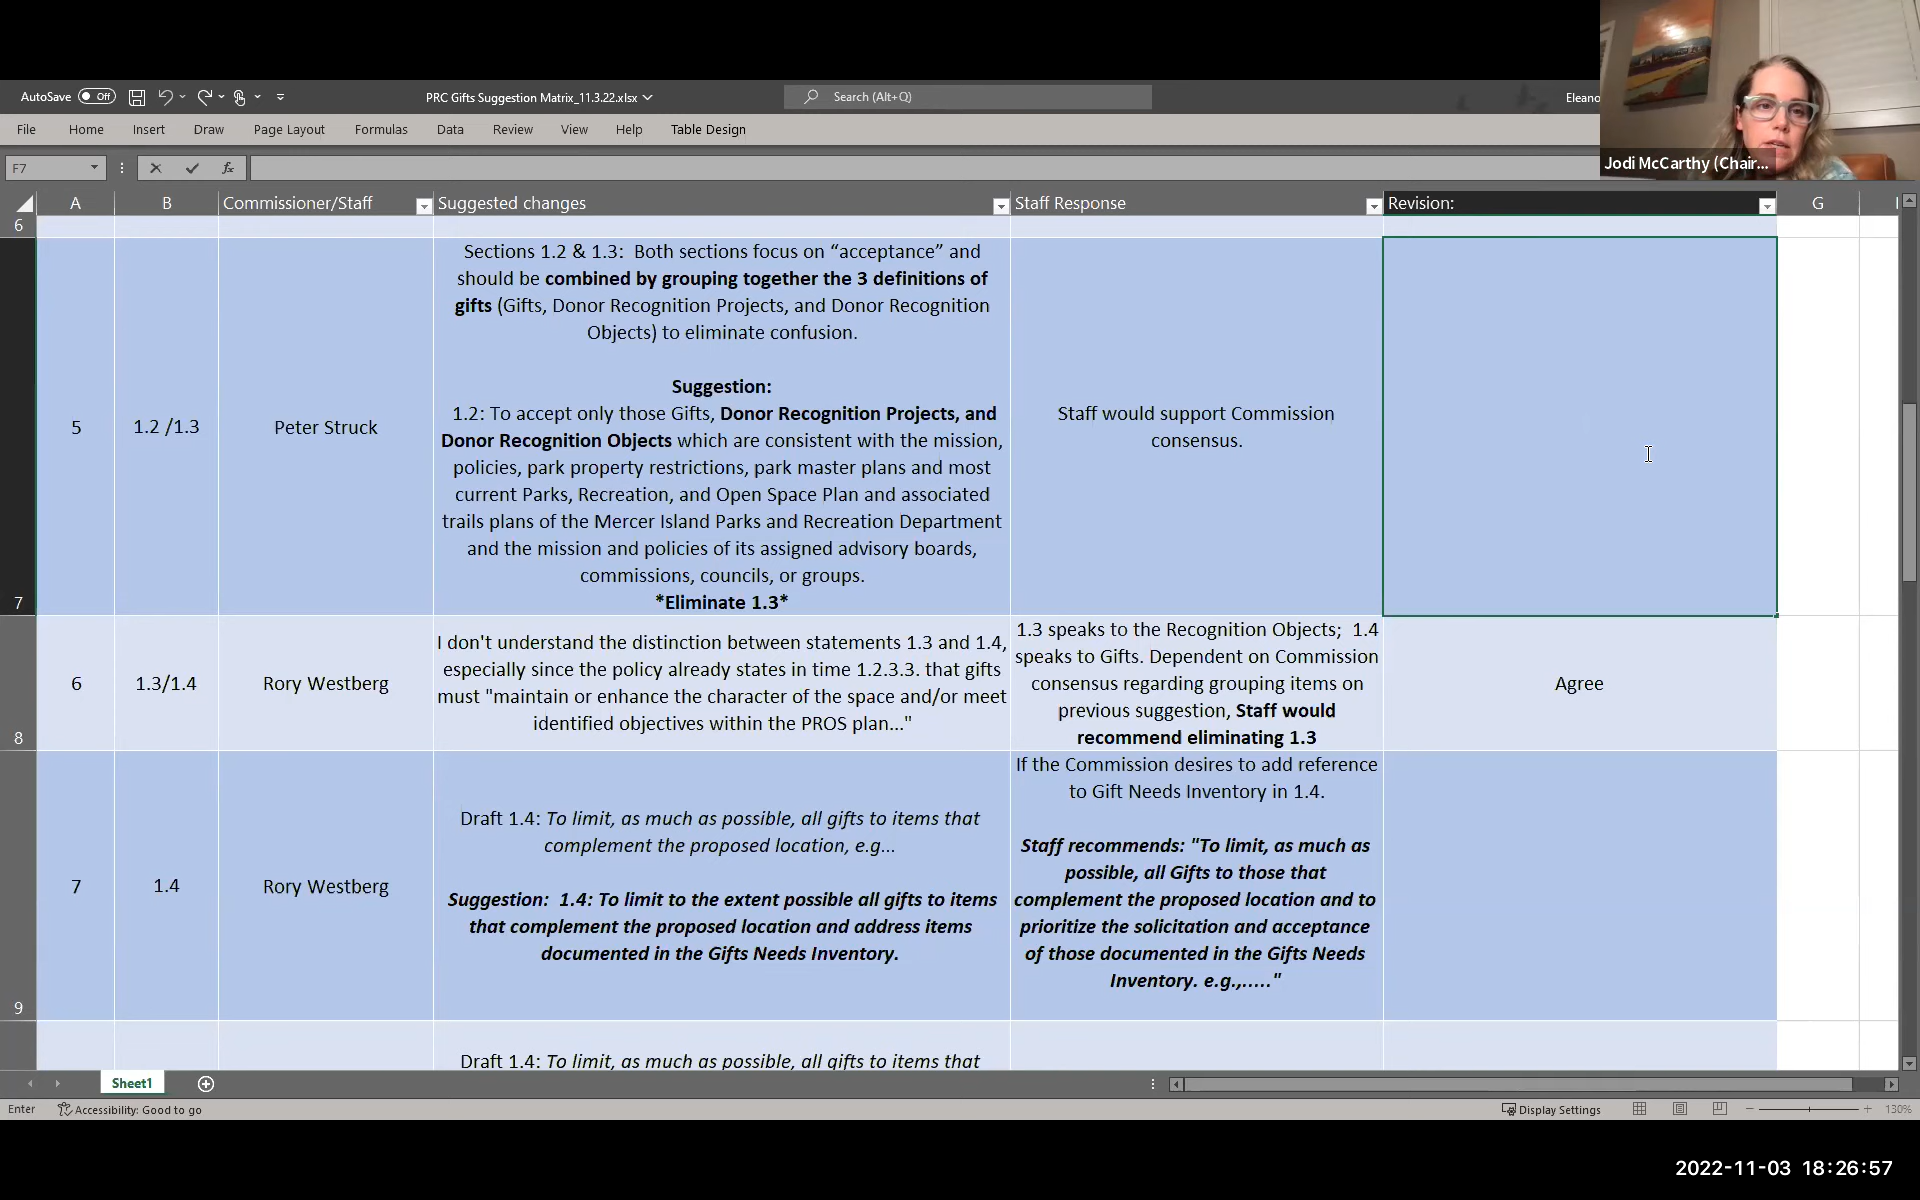 AutoSave Off
PRC Gifts Suggestion Matrix_11.3.22.xlsx
Search (Alt+Q)
Eleano
Jodi McCarthy (Chair...
File Home Insert Draw Page Layout Formulas Data Review View Help Table Design
F7
fx
A B Commissioner/Staff Suggested changes Staff Response Revision: G
6
Sections 1.2 & 1.3: Both sections focus on “acceptance” and
should be combined by grouping together the 3 definitions of
gifts (Gifts, Donor Recognition Projects, and Donor Recognition
Objects) to eliminate confusion.
Suggestion:
1.2: To accept only those Gifts, Donor Recognition Projects, and
Donor Recognition Objects which are consistent with the mission,
policies, park property restrictions, park master plans and most
current Parks, Recreation, and Open Space Plan and associated
trails plans of the Mercer Island Parks and Recreation Department
and the mission and policies of its assigned advisory boards,
commissions, councils, or groups.
*Eliminate 1.3*
5
1.2 /1.3
Peter Struck
Staff would support Commission
consensus.
7
6
1.3/1.4
Rory Westberg
I don't understand the distinction between statements 1.3 and 1.4,
especially since the policy already states in time 1.2.3.3. that gifts
must "maintain or enhance the character of the space and/or meet
identified objectives within the PROS plan..."
1.3 speaks to the Recognition Objects; 1.4
speaks to Gifts. Dependent on Commission
consensus regarding grouping items on
previous suggestion, Staff would
recommend eliminating 1.3
Agree
8
7
1.4
Rory Westberg
Draft 1.4: To limit, as much as possible, all gifts to items that
complement the proposed location, e.g...
Suggestion: 1.4: To limit to the extent possible all gifts to items
that complement the proposed location and address items
documented in the Gifts Needs Inventory.
If the Commission desires to add reference
to Gift Needs Inventory in 1.4.
Staff recommends: "To limit, as much as
possible, all Gifts to those that
complement the proposed location and to
prioritize the solicitation and acceptance
of those documented in the Gifts Needs
Inventory. e.g.,....."
9
Draft 1.4: To limit, as much as possible, all gifts to items that
Sheet1
Enter
Accessibility: Good to go
Display Settings
130%
2022-11-03 18:26:57